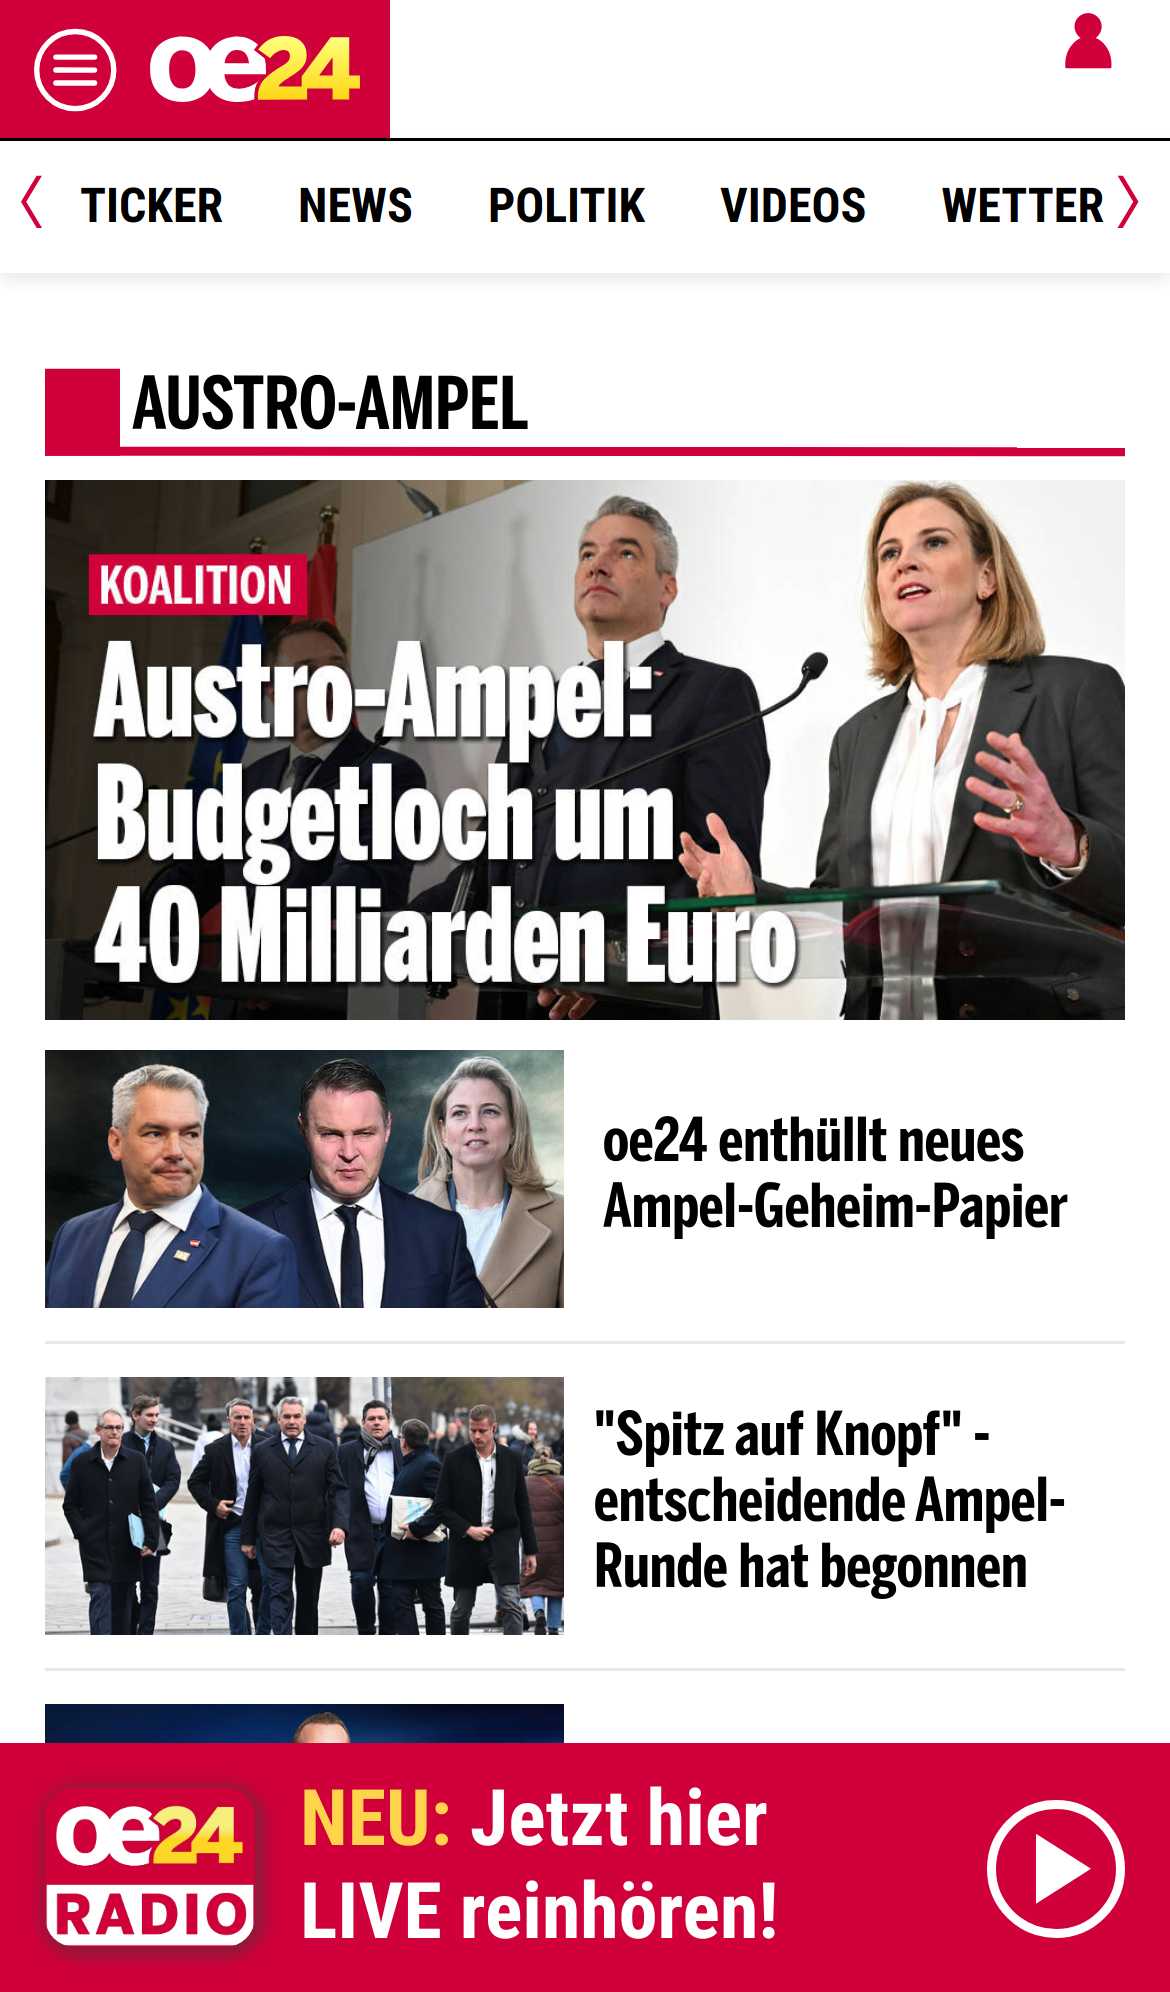 oe24
TICKER NEWS POLITIK VIDEOS WETTER
AUSTRO-AMPEL
KOALITION
Austro-Ampel:
Budgetloch um
40 Milliarden Euro
oe24 enthüllt neues
Ampel-Geheim-Papier
"Spitz auf Knopf" -
entscheidende Ampel-
Runde hat begonnen
oe24
RADIO
NEU: Jetzt hier
LIVE reinhören!